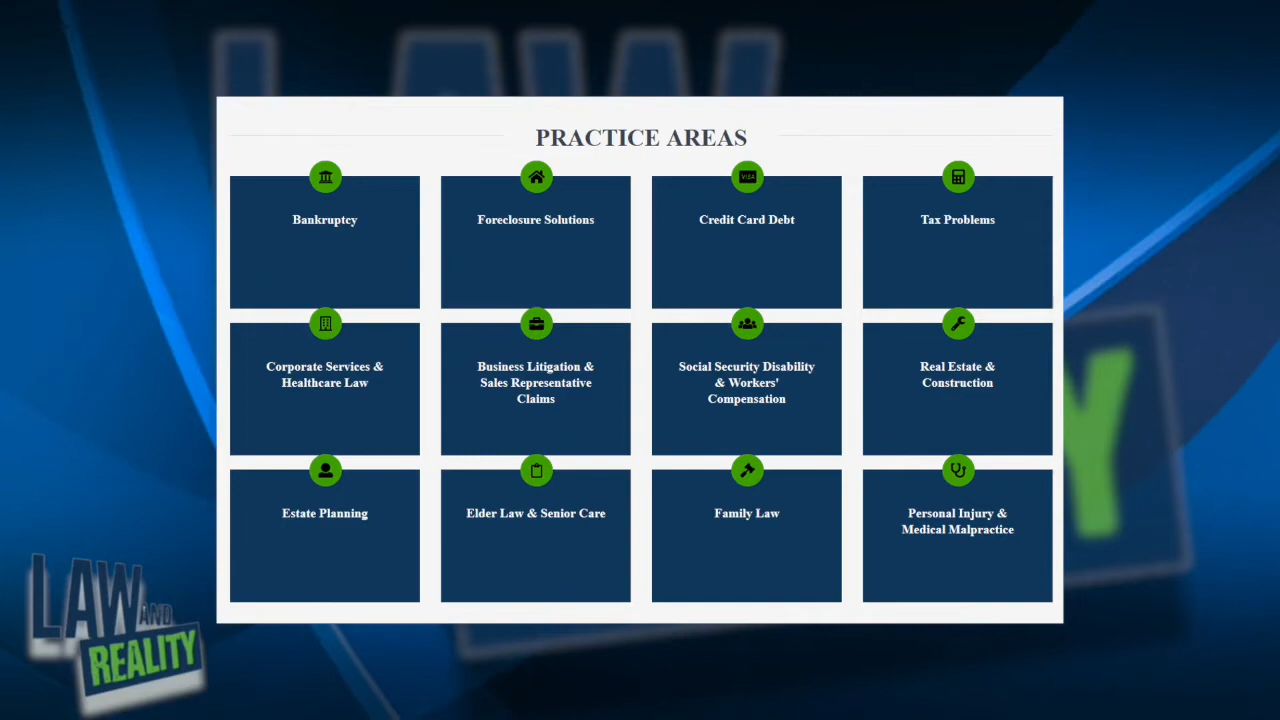 PRACTICE AREAS
Bankruptcy
Foreclosure Solutions
Credit Card Debt
VISA
Tax Problems
Corporate Services &
Healthcare Law
Business Litigation &
Sales Representative
Claims
Social Security Disability
& Workers'
Compensation
Real Estate &
Construction
Estate Planning
Elder Law & Senior Care
Family Law
Personal Injury &
Medical Malpractice
LAW
AND
REALITY
LAW
Y